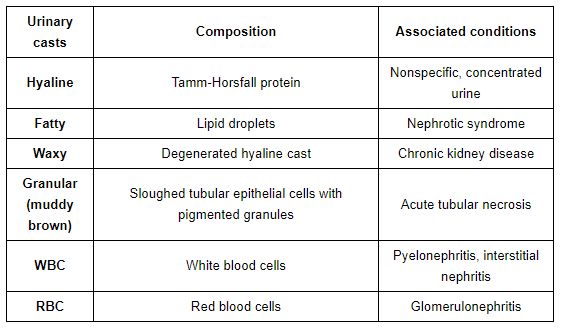 Urinary casts Composition Associated conditions
Hyaline Tamm-Horsfall protein Nonspecific, concentrated urine
Fatty Lipid droplets Nephrotic syndrome
Waxy Degenerated hyaline cast Chronic kidney disease
Granular (muddy brown) Sloughed tubular epithelial cells with pigmented granules Acute tubular necrosis
WBC White blood cells Pyelonephritis, interstitial nephritis
RBC Red blood cells Glomerulonephritis